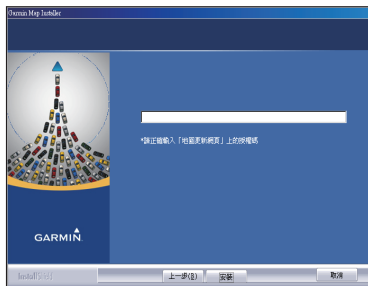 Garmin Map Installer
*請正確輸入「地圖更新網頁」上的授權碼
GARMIN
InstallShield
上一步(B)
安裝
取消